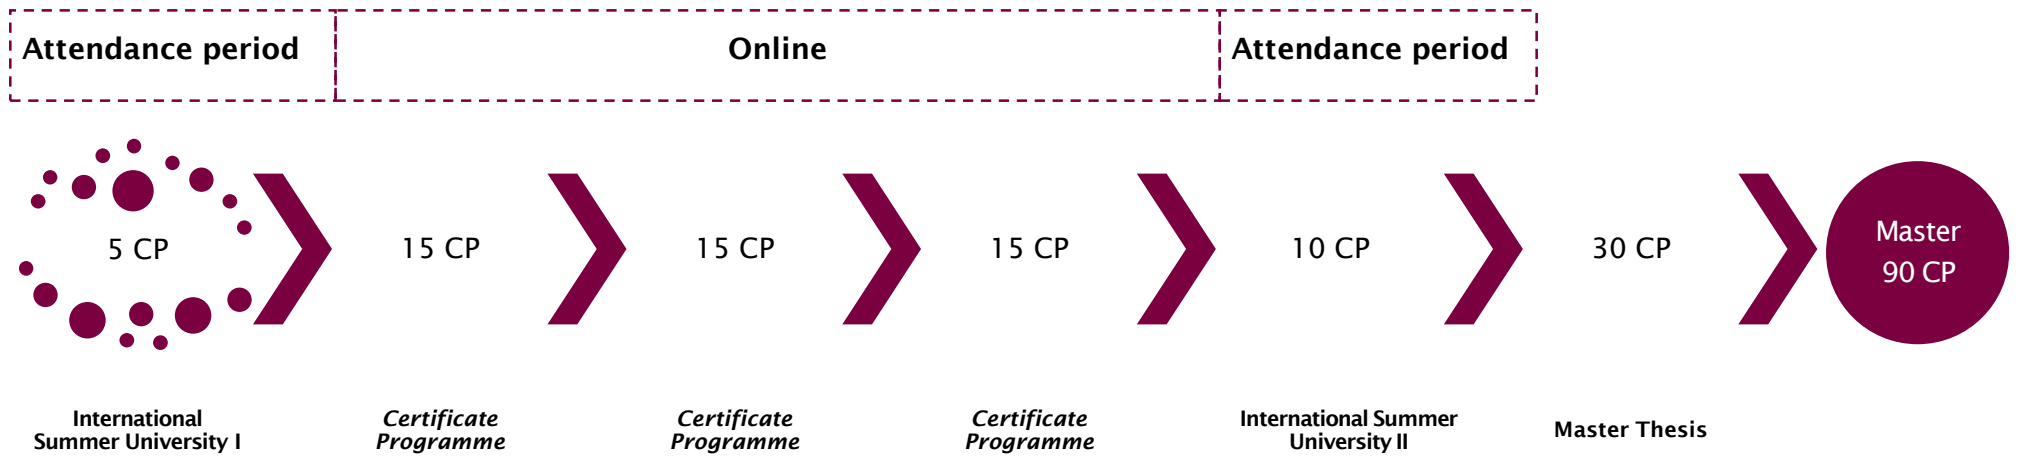 Attendance period
Online
Attendance period
5 CP
15 CP
15 CP
15 CP
10 CP
30 CP
Master
90 CP
International
Summer University I
Certificate
Programme
Certificate
Programme
Certificate
Programme
International Summer
University II
Master Thesis